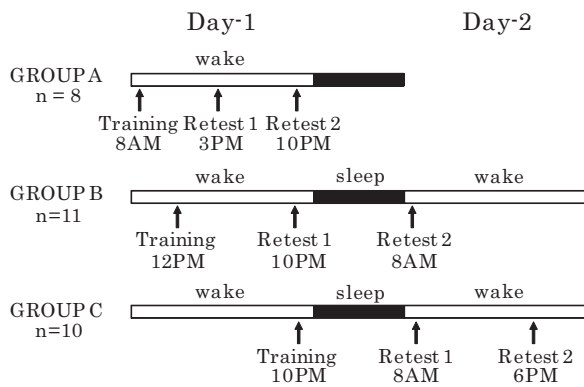 Day-1 Day-2
wake
GROUP A
n = 8
Training Retest 1 Retest 2
8AM 3PM 10PM
wake sleep wake
GROUP B
n=11
Training Retest 1 Retest 2
12PM 10PM 8AM
wake sleep wake
GROUP C
n=10
Training Retest 1 Retest 2
10PM 8AM 6PM